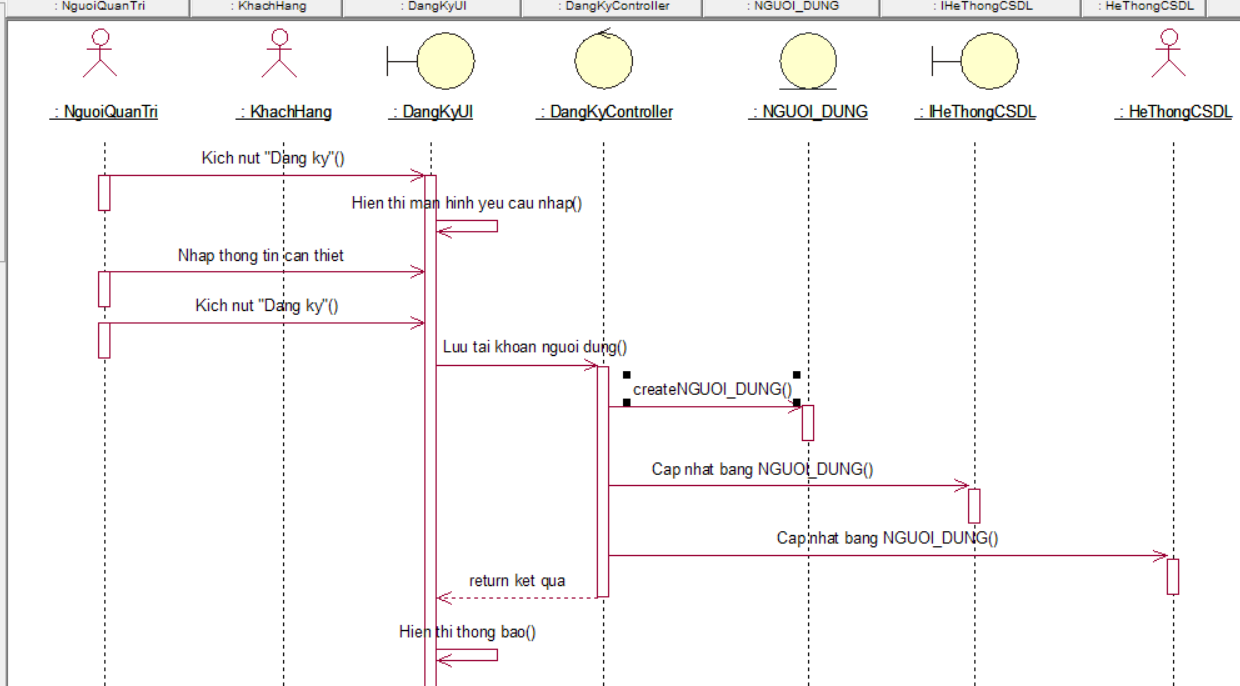 : NguoiQuanTri
: KhachHang
: DangKyUI
: DangKyController
: NGUOI_DUNG
: IHeThongCSDL
: HeThongCSDL
: NguoiQuanTri
: KhachHang
: DangKyUI
: DangKyController
: NGUOI_DUNG
: IHeThongCSDL
: HeThongCSDL
Kich nut "Dang ky"()
Hien thi man hinh yeu cau nhap()
Nhap thong tin can thiet
Kich nut "Dang ky"()
Luu tai khoan nguoi dung()
createNGUOI_DUNG()
Cap nhat bang NGUOI_DUNG()
Cap nhat bang NGUOI_DUNG()
return ket qua
Hien thi thong bao()